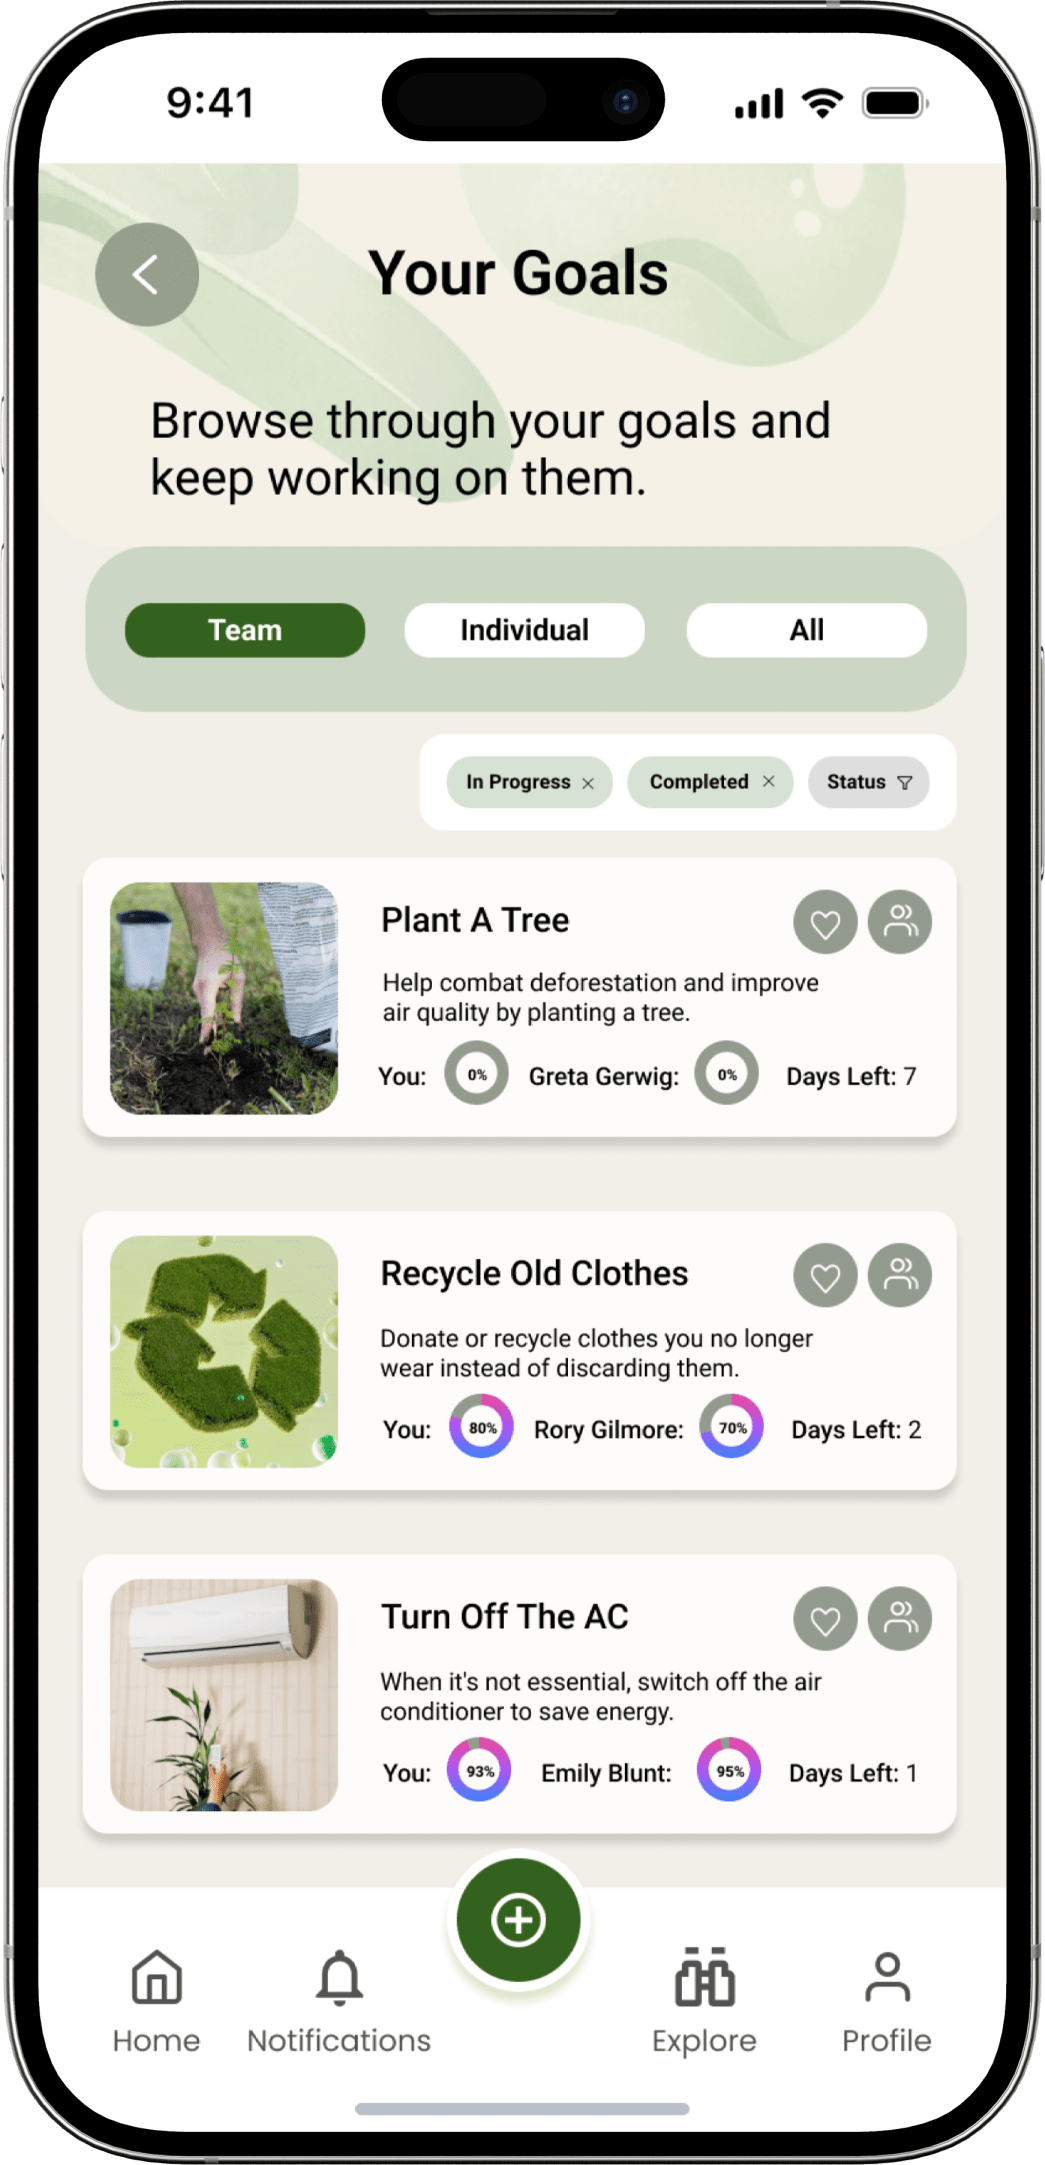 9:41
Your Goals
Browse through your goals and
keep working on them.
Team Individual All
In Progress Completed Status
Plant A Tree
Help combat deforestation and improve
air quality by planting a tree.
You: 0% Greta Gerwig: 0% Days Left: 7
Recycle Old Clothes
Donate or recycle clothes you no longer
wear instead of discarding them.
You: 80% Rory Gilmore: 70% Days Left: 2
Turn Off The AC
When it's not essential, switch off the air
conditioner to save energy.
You: 93% Emily Blunt: 95% Days Left: 1
Home Notifications Explore Profile